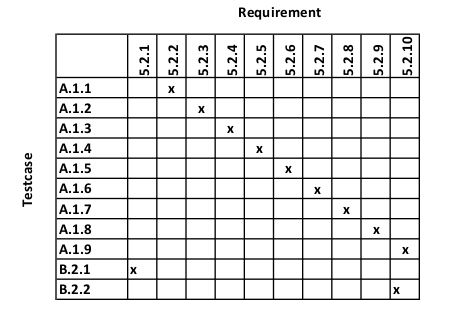 Requirement
5.2.1 5.2.2 5.2.3 5.2.4 5.2.5 5.2.6 5.2.7 5.2.8 5.2.9 5.2.10
Testcase
A.1.1 x
A.1.2 x
A.1.3 x
A.1.4 x
A.1.5 x
A.1.6 x
A.1.7 x
A.1.8 x
A.1.9 x
B.2.1 x
B.2.2 x